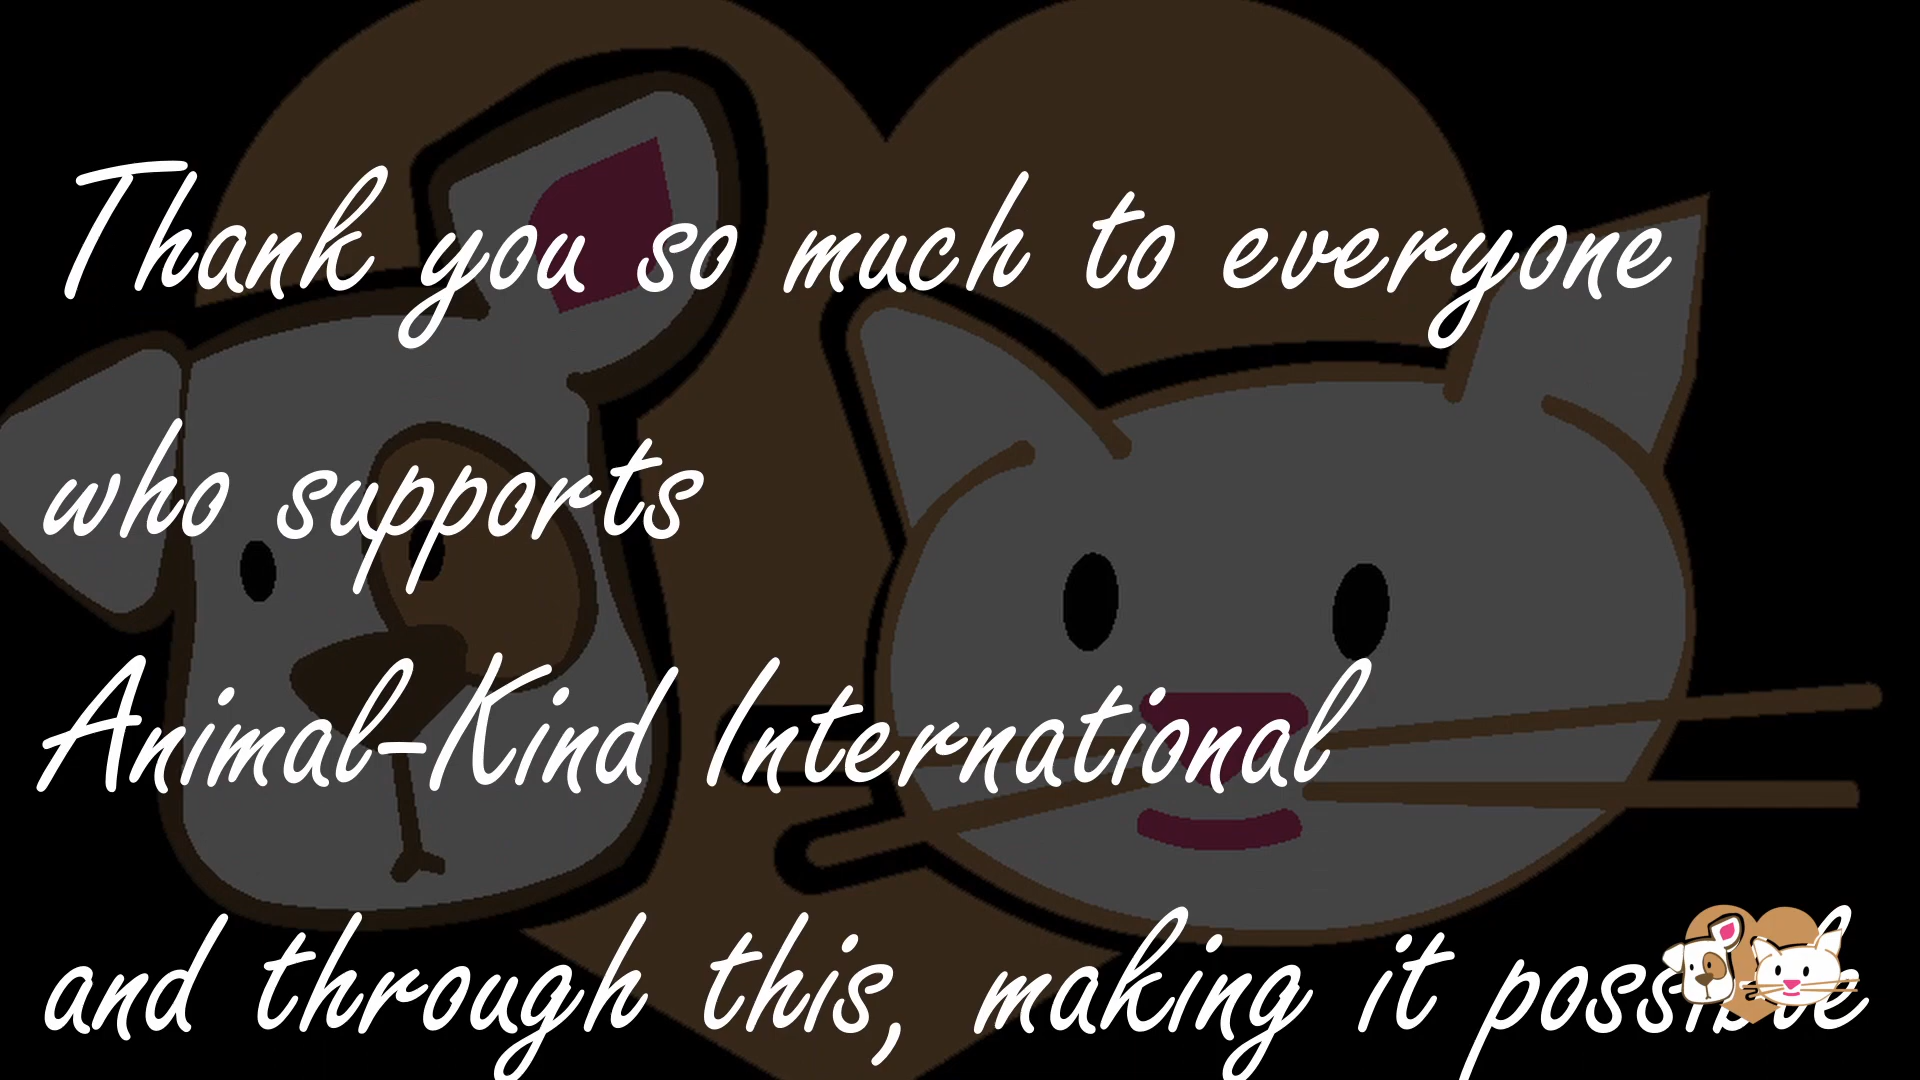 Thank you so much to everyone
who supports
Animal-Kind International
and through this, making it possible